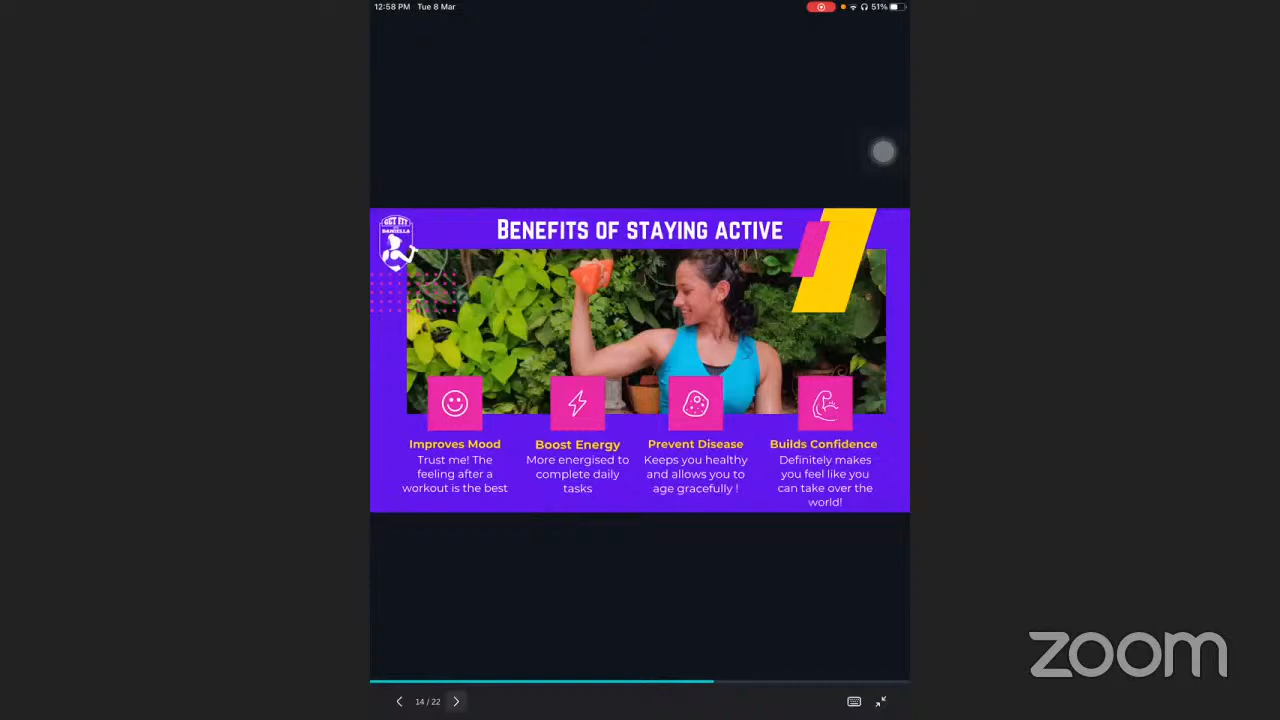 12:58 PM Tue 8 Mar
51%
GET FIT
DANIELLA
BENEFITS OF STAYING ACTIVE
Improves Mood
Trust me! The
feeling after a
workout is the best
Boost Energy
More energised to
complete daily
tasks
Prevent Disease
Keeps you healthy
and allows you to
age gracefully !
Builds Confidence
Definitely makes
you feel like you
can take over the
world!
14 / 22
zoom